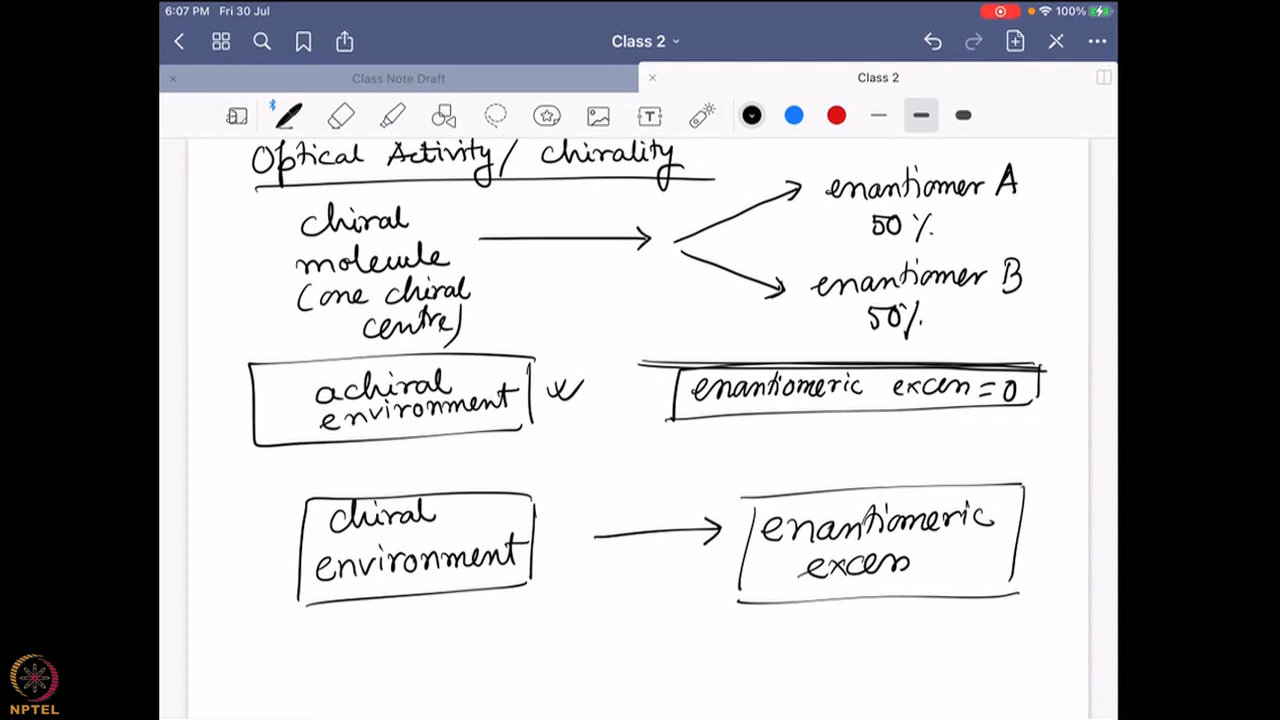 6:07 PM Fri 30 Jul
100%
Class 2
Class Note Draft
Class 2
Optical Activity / Chirality
chiral
molecule
(one chiral
centre)
enantiomer A
50 %
enantiomer B
50%
achiral
environment
enantiomeric excess = 0
chiral
environment
enantiomeric
excess
NPTEL